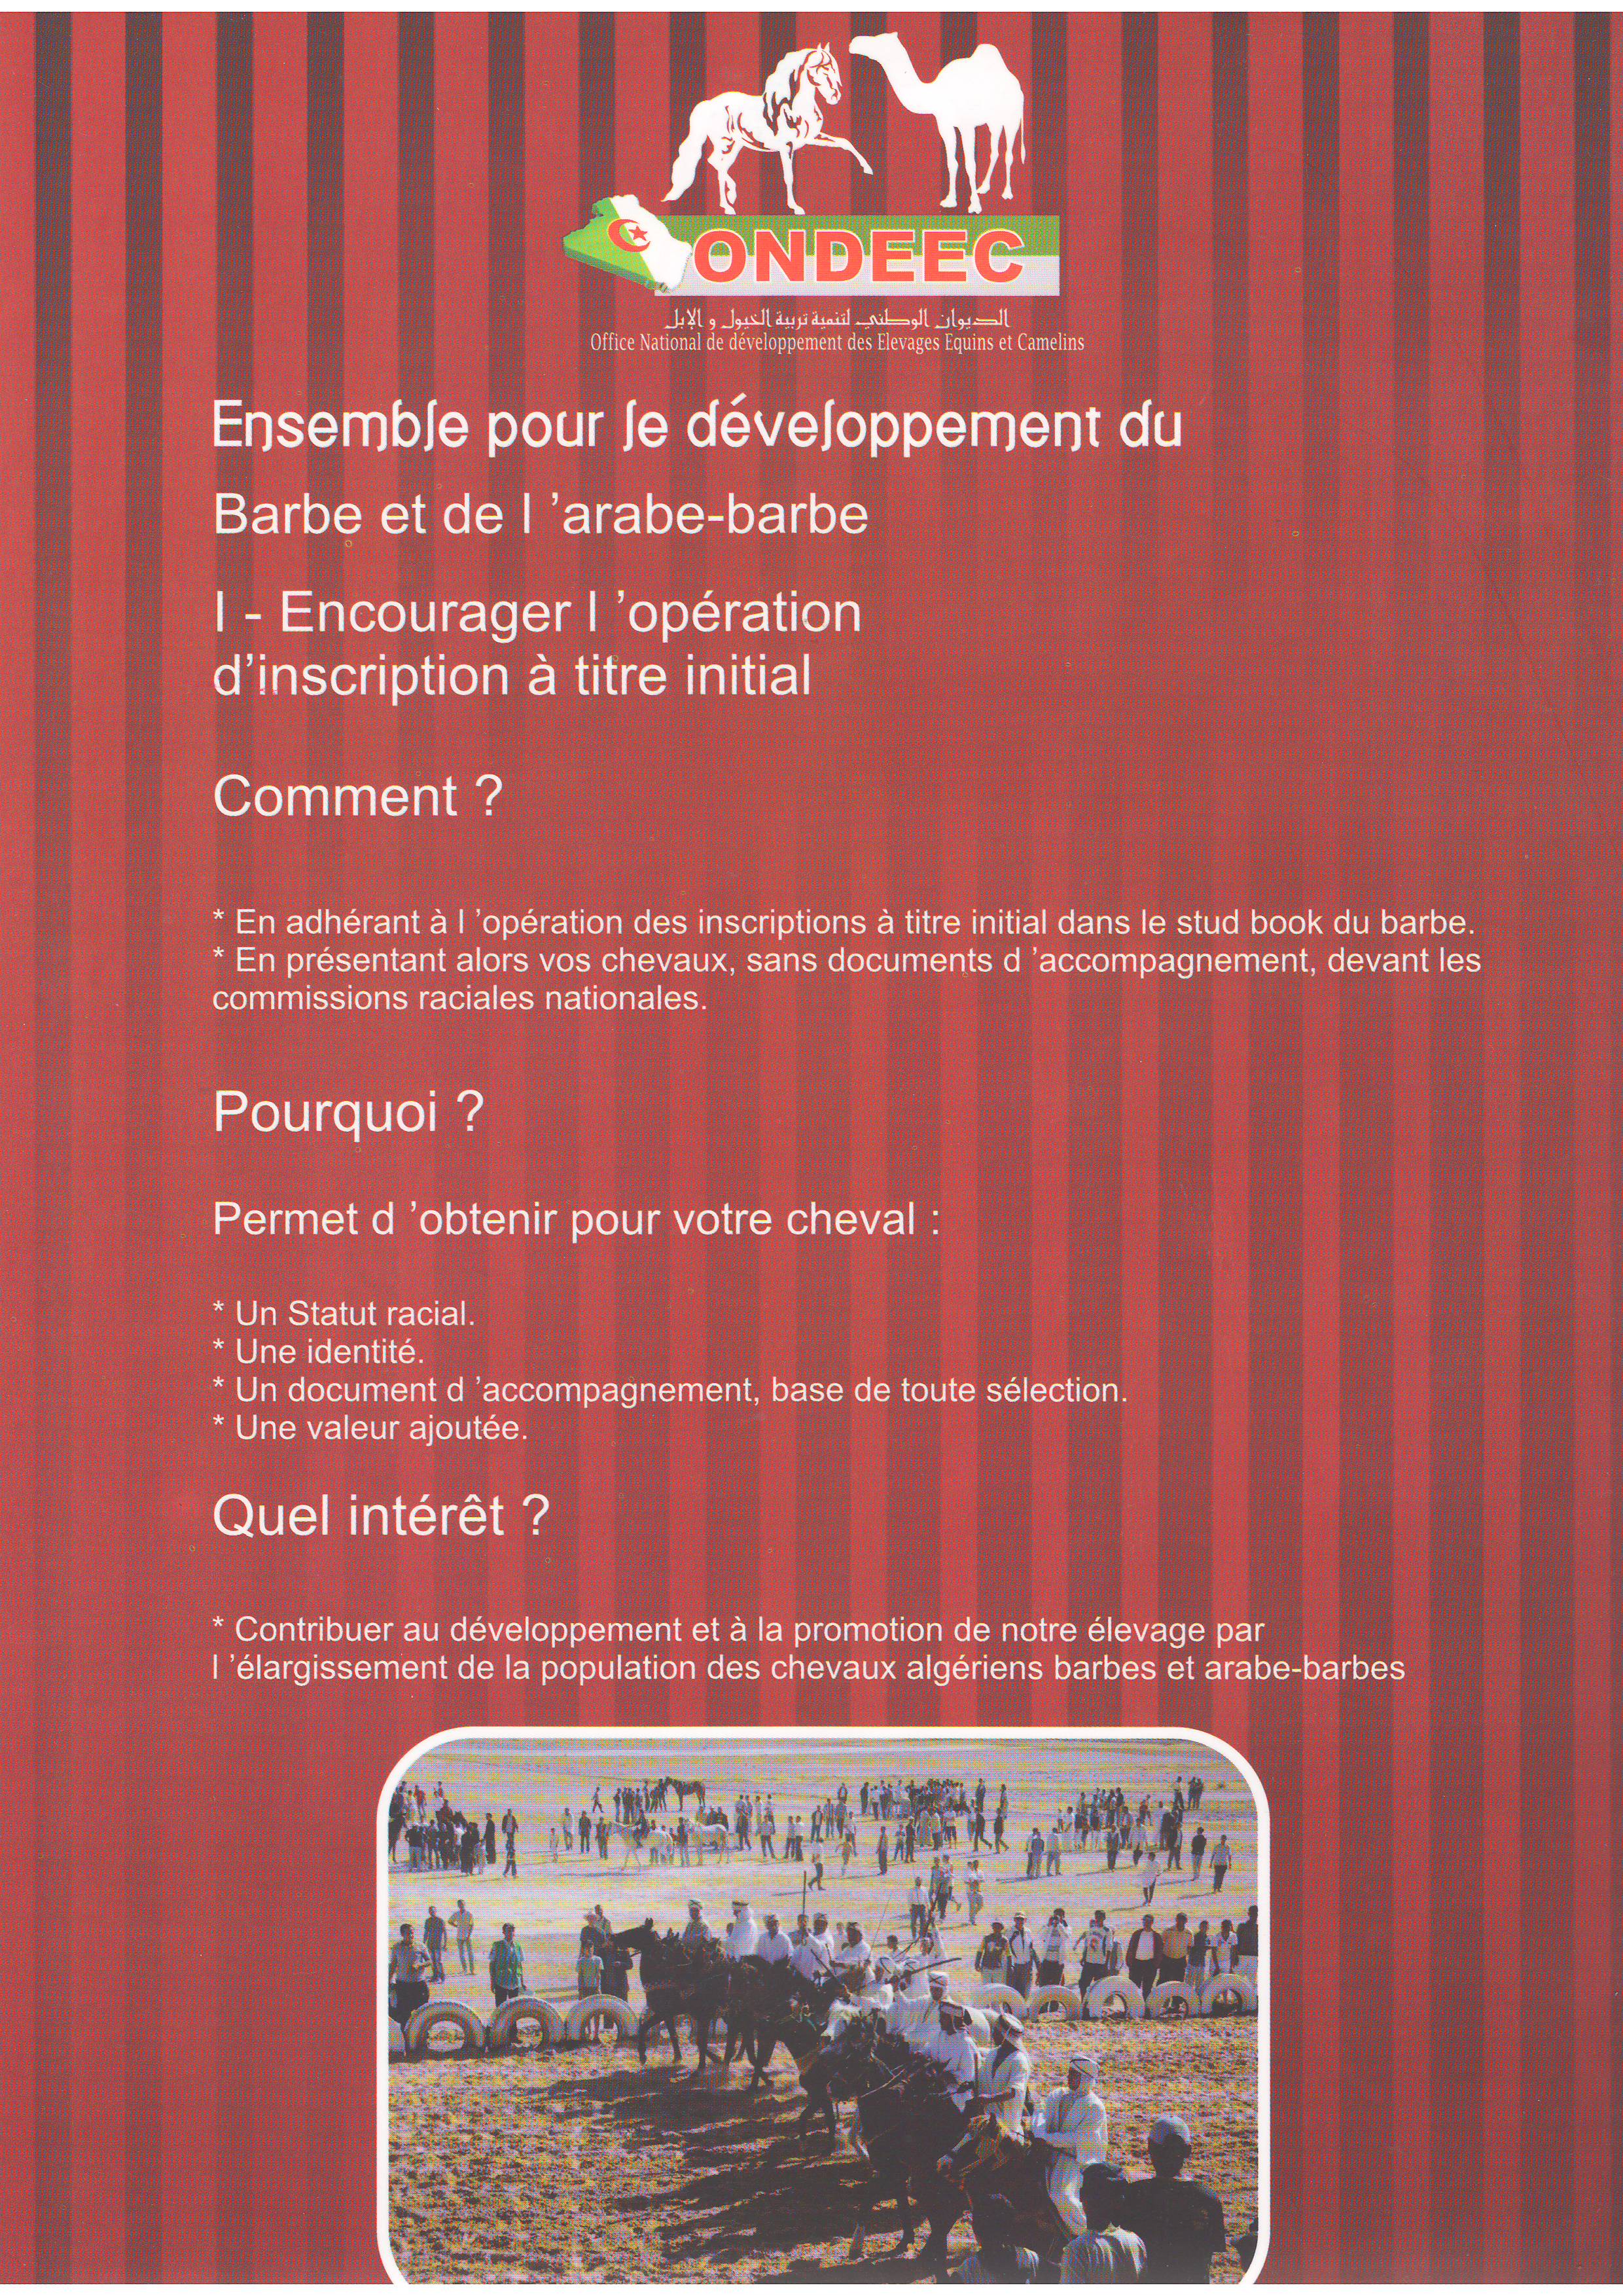 ONDEEC
الديوان الوطني لتنمية تربية الخيول و الإبل
Office National de développement des Elevages Equins et Camelins
Ensemble pour le développement du
Barbe et de l ’arabe-barbe
I - Encourager l ’opération
d’inscription à titre initial
Comment ?
* En adhérant à l ’opération des inscriptions à titre initial dans le stud book du barbe.
* En présentant alors vos chevaux, sans documents d ’accompagnement, devant les
commissions raciales nationales.
Pourquoi ?
Permet d ’obtenir pour votre cheval :
* Un Statut racial.
* Une identité.
* Un document d ’accompagnement, base de toute sélection.
* Une valeur ajoutée.
Quel intérêt ?
* Contribuer au développement et à la promotion de notre élevage par
l ’élargissement de la population des chevaux algériens barbes et arabe-barbes